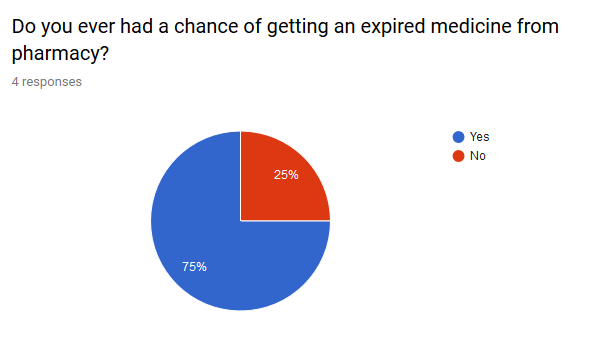 Do you ever had a chance of getting an expired medicine from
pharmacy?
4 responses
Yes
No
25%
75%